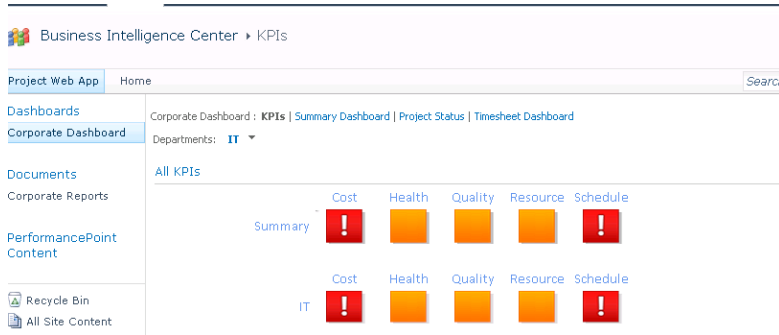 Business Intelligence Center ▸ KPIs
Project Web App Home
Searc
Dashboards
Corporate Dashboard
Documents
Corporate Reports
PerformancePoint
Content
Recycle Bin
All Site Content
Corporate Dashboard : KPIs | Summary Dashboard | Project Status | Timesheet Dashboard
Departments: IT
All KPIs
Cost Health Quality Resource Schedule
Summary ! !
Cost Health Quality Resource Schedule
IT ! !